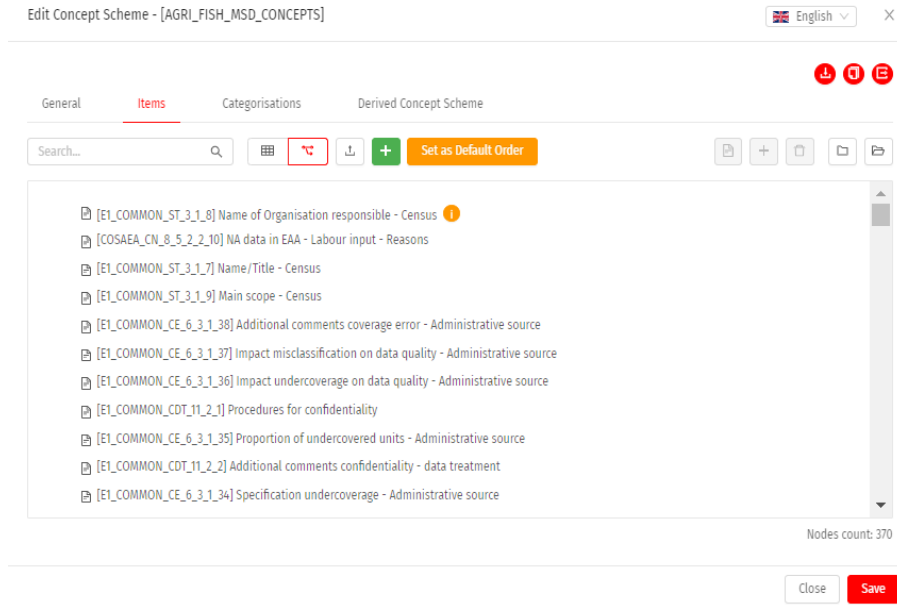 Edit Concept Scheme - [AGRI_FISH_MSD_CONCEPTS]
English
General Items Categorisations Derived Concept Scheme
Search... Set as Default Order
[E1_COMMON_ST_3_1_8] Name of Organisation responsible - Census
[COSAEA_CN_8_5_2_2_10] NA data in EAA - Labour input - Reasons
[E1_COMMON_ST_3_1_7] Name/Title - Census
[E1_COMMON_ST_3_1_9] Main scope - Census
[E1_COMMON_CE_6_3_1_38] Additional comments coverage error - Administrative source
[E1_COMMON_CE_6_3_1_37] Impact misclassification on data quality - Administrative source
[E1_COMMON_CE_6_3_1_36] Impact undercoverage on data quality - Administrative source
[E1_COMMON_CDT_11_2_1] Procedures for confidentiality
[E1_COMMON_CE_6_3_1_35] Proportion of undercovered units - Administrative source
[E1_COMMON_CDT_11_2_2] Additional comments confidentiality - data treatment
[E1_COMMON_CE_6_3_1_34] Specification undercoverage - Administrative source
Nodes count: 370
Close Save